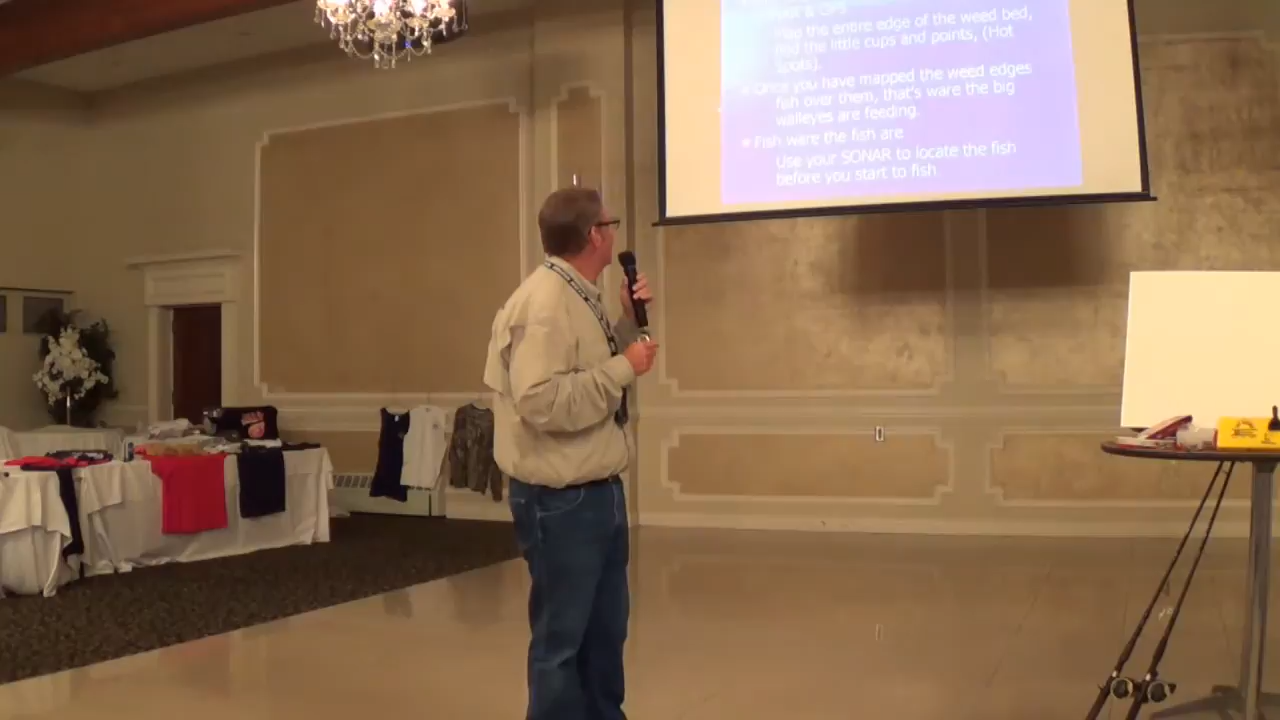 & GPS
Map the entire edge of the weed bed,
find the little cups and points, (Hot
Spots).
Once you have mapped the weed edges
fish over them, that's ware the big
walleyes are feeding.
Fish ware the fish are
Use your SONAR to locate the fish
before you start to fish.